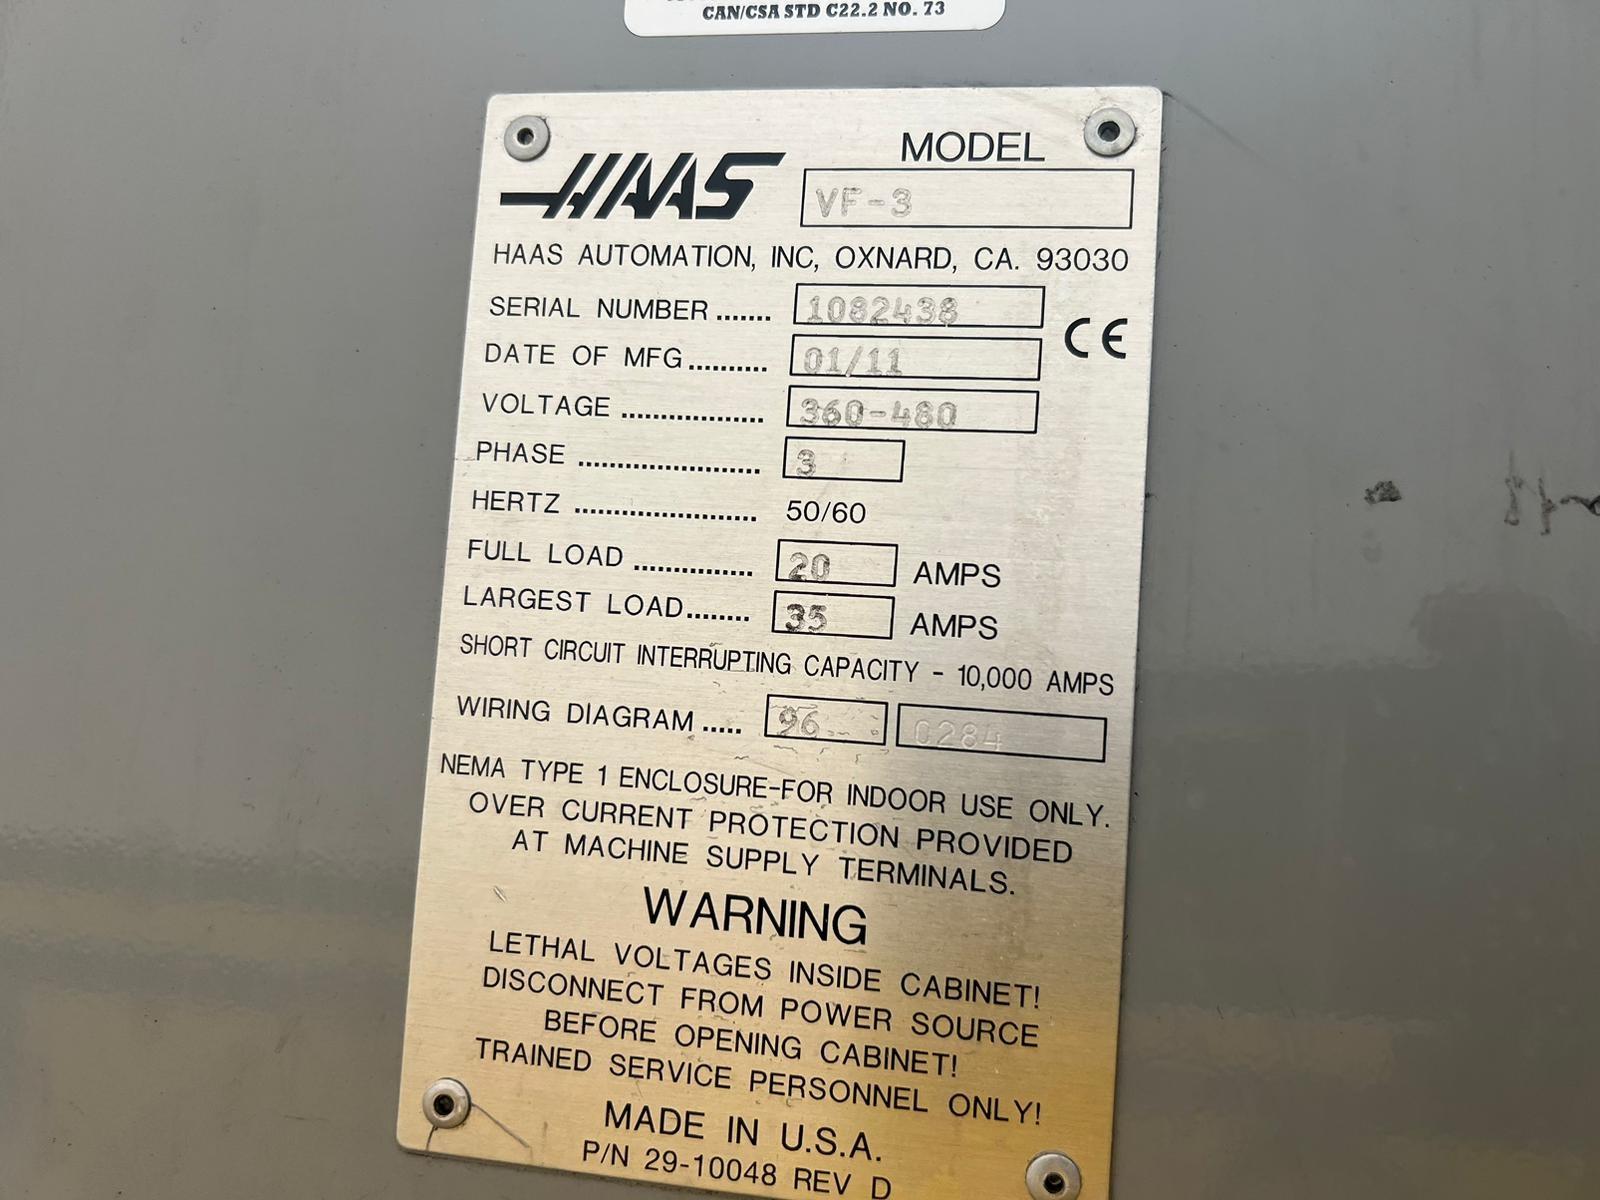 CAN/CSA STD C22.2 NO. 73
HAAS
MODEL
VF-3
HAAS AUTOMATION, INC, OXNARD, CA. 93030
SERIAL NUMBER ....... 1082438
CE
DATE OF MFG .......... 01/11
VOLTAGE .................. 360-480
PHASE ....................... 3
HERTZ ....................... 50/60
FULL LOAD ............... 20 AMPS
LARGEST LOAD ........ 35 AMPS
SHORT CIRCUIT INTERRUPTING CAPACITY - 10,000 AMPS
WIRING DIAGRAM ..... 96 0284
NEMA TYPE 1 ENCLOSURE-FOR INDOOR USE ONLY.
OVER CURRENT PROTECTION PROVIDED
AT MACHINE SUPPLY TERMINALS.
WARNING
LETHAL VOLTAGES INSIDE CABINET!
DISCONNECT FROM POWER SOURCE
BEFORE OPENING CABINET!
TRAINED SERVICE PERSONNEL ONLY!
MADE IN U.S.A.
P/N 29-10048 REV D